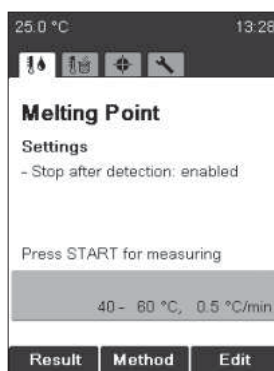 25.0 °C 13:28
Melting Point
Settings
- Stop after detection: enabled
Press START for measuring
40 - 60 °C, 0.5 °C/min
Result Method Edit